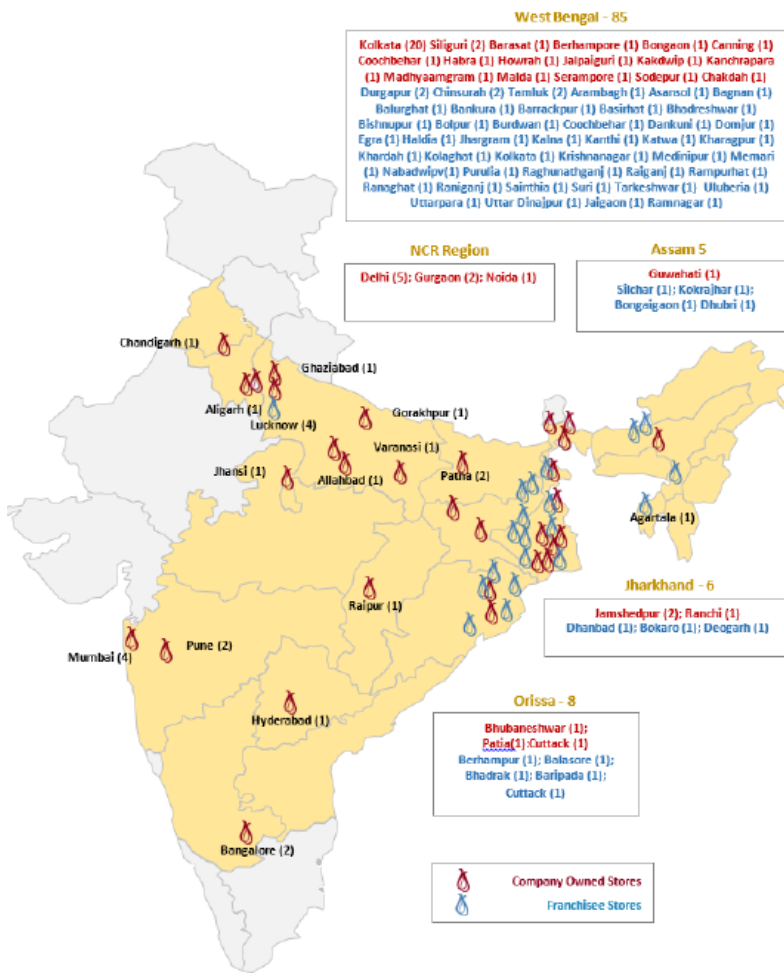 West Bengal - 85
Kolkata (20) Siliguri (2) Barasat (1) Berhampore (1) Bongaon (1) Canning (1)
Coochbehar (1) Habra (1) Howrah (1) Jalpaiguri (1) Kakdwip (1) Kanchrapara
(1) Madhyaamgram (1) Malda (1) Serampore (1) Sodepur (1) Chakdah (1)
Durgapur (2) Chinsurah (2) Tamluk (2) Arambagh (1) Asansol (1) Bagnan (1)
Balurghat (1) Bankura (1) Barrackpur (1) Basirhat (1) Bhadreshwar (1)
Bishnupur (1) Bolpur (1) Burdwan (1) Coochbehar (1) Dankuni (1) Domjur (1)
Egra (1) Haldia (1) Jhargram (1) Kalna (1) Kanthi (1) Katwa (1) Kharagpur (1)
Khardah (1) Kolaghat (1) Kolkata (1) Krishnanagar (1) Medinipur (1) Memari
(1) Nabadwipv(1) Purulia (1) Raghunathganj (1) Raiganj (1) Rampurhat (1)
Ranaghat (1) Raniganj (1) Sainthia (1) Suri (1) Tarkeshwar (1) Uluberia (1)
Uttarpara (1) Uttar Dinajpur (1) Jaigaon (1) Ramnagar (1)
NCR Region
Delhi (5); Gurgaon (2); Noida (1)
Assam 5
Guwahati (1)
Silchar (1); Kokrajhar (1);
Bongaigaon (1) Dhubri (1)
Chandigarh (1)
Ghaziabad (1)
Aligarh (1)
Lucknow (4)
Gorakhpur (1)
Varanasi (1)
Jhansi (1)
Allahbad (1)
Patna (2)
Agartala (1)
Raipur (1)
Jharkhand - 6
Jamshedpur (2); Ranchi (1)
Dhanbad (1); Bokaro (1); Deogarh (1)
Mumbai (4)
Pune (2)
Hyderabad (1)
Orissa - 8
Bhubaneshwar (1);
Patia(1);Cuttack (1)
Berhampur (1); Balasore (1);
Bhadrak (1); Baripada (1);
Cuttack (1)
Bangalore (2)
Company Owned Stores
Franchisee Stores